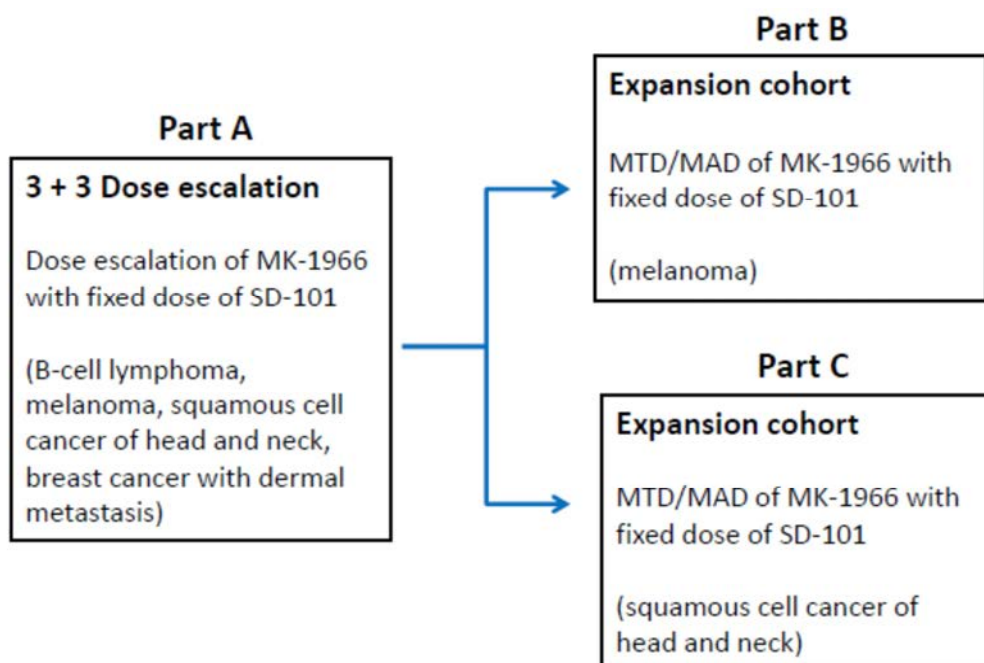 Part A
3 + 3 Dose escalation
Dose escalation of MK-1966
with fixed dose of SD-101
(B-cell lymphoma,
melanoma, squamous cell
cancer of head and neck,
breast cancer with dermal
metastasis)
Part B
Expansion cohort
MTD/MAD of MK-1966 with
fixed dose of SD-101
(melanoma)
Part C
Expansion cohort
MTD/MAD of MK-1966 with
fixed dose of SD-101
(squamous cell cancer of
head and neck)